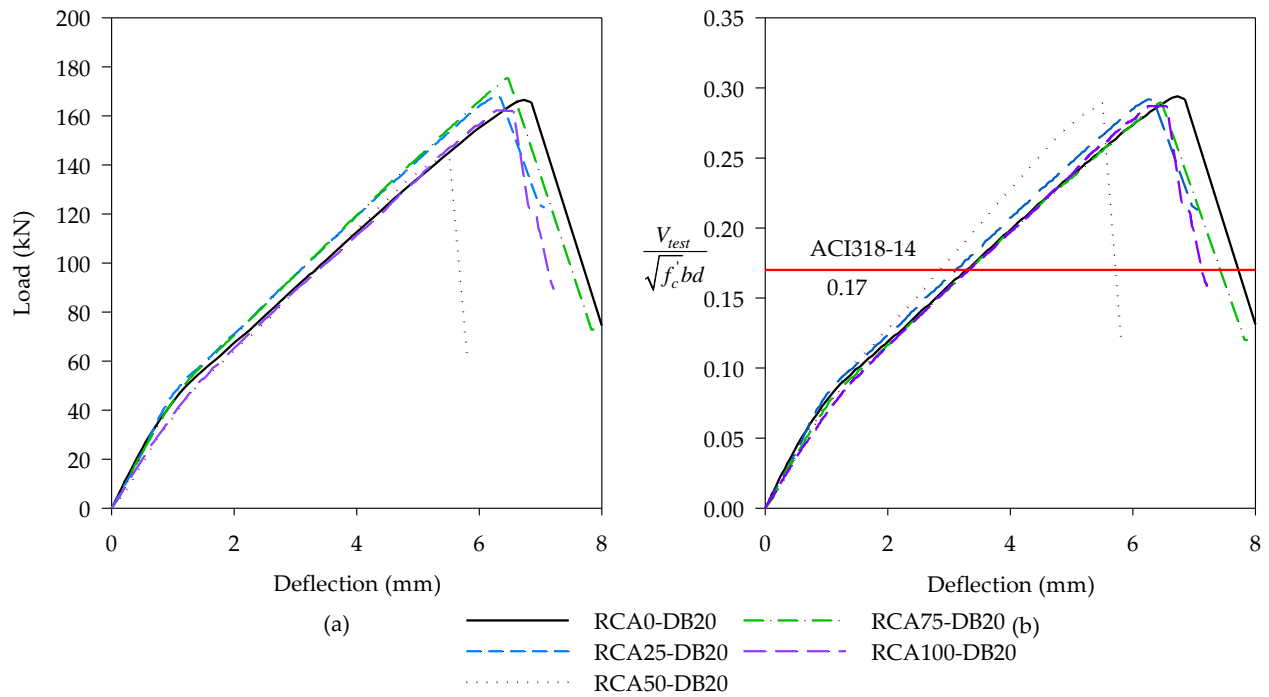 200
180
160
140
120
100
80
60
40
20
0
Load (kN)
0 2 4 6 8
Deflection (mm)
(a)
0.35
0.30
0.25
0.20
0.15
0.10
0.05
0.00
V_test
√f'_c bd
ACI318-14
0.17
0 2 4 6 8
Deflection (mm)
(b)
RCA0-DB20
RCA25-DB20
RCA50-DB20
RCA75-DB20
RCA100-DB20